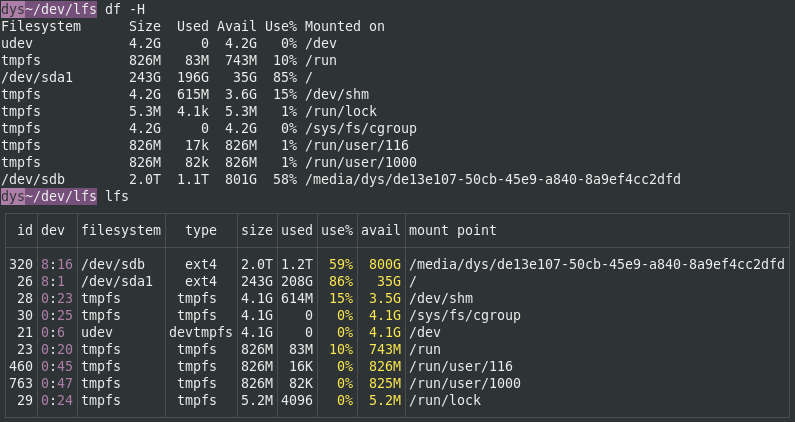 dys~/dev/lfs df -H
Filesystem      Size  Used Avail Use% Mounted on
udev            4.2G     0  4.2G   0% /dev
tmpfs           826M   83M  743M  10% /run
/dev/sda1       243G  196G   35G  85% /
tmpfs           4.2G  615M  3.6G  15% /dev/shm
tmpfs           5.3M  4.1k  5.3M   1% /run/lock
tmpfs           4.2G     0  4.2G   0% /sys/fs/cgroup
tmpfs           826M   17k  826M   1% /run/user/116
tmpfs           826M   82k  826M   1% /run/user/1000
/dev/sdb        2.0T  1.1T  801G  58% /media/dys/de13e107-50cb-45e9-a840-8a9ef4cc2dfd
dys~/dev/lfs lfs
id dev filesystem type size used use% avail mount point
320 8:16 /dev/sdb ext4 2.0T 1.2T 59% 800G /media/dys/de13e107-50cb-45e9-a840-8a9ef4cc2dfd
26 8:1 /dev/sda1 ext4 243G 208G 86% 35G /
28 0:23 tmpfs tmpfs 4.1G 614M 15% 3.5G /dev/shm
30 0:25 tmpfs tmpfs 4.1G 0 0% 4.1G /sys/fs/cgroup
21 0:6 udev devtmpfs 4.1G 0 0% 4.1G /dev
23 0:20 tmpfs tmpfs 826M 83M 10% 743M /run
460 0:45 tmpfs tmpfs 826M 16K 0% 826M /run/user/116
763 0:47 tmpfs tmpfs 826M 82K 0% 825M /run/user/1000
29 0:24 tmpfs tmpfs 5.2M 4096 0% 5.2M /run/lock